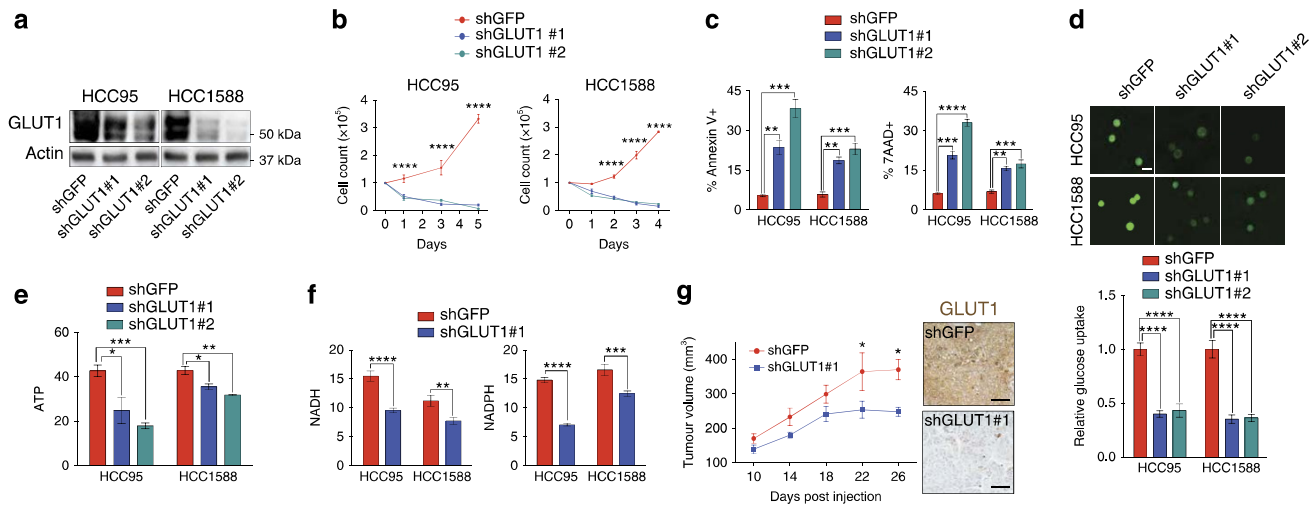 a
HCC95 HCC1588
GLUT1
50 kDa
Actin
37 kDa
shGFP shGLUT1#1 shGLUT1#2 shGFP shGLUT1#1 shGLUT1#2
b
shGFP
shGLUT1 #1
shGLUT1 #2
HCC95
Cell count (×10⁵)
4
3
2
1
0
**** **** ****
0 1 2 3 4 5
Days
HCC1588
Cell count (×10⁵)
4
3
2
1
0
**** **** ****
0 1 2 3 4
Days
c
shGFP
shGLUT1#1
shGLUT1#2
% Annexin V+
45
30
15
0
*** ** *** **
HCC95 HCC1588
% 7AAD+
45
30
15
0
**** *** *** **
HCC95 HCC1588
d
shGFP shGLUT1#1 shGLUT1#2
HCC95
HCC1588
shGFP
shGLUT1#1
shGLUT1#2
Relative glucose uptake
1.5
1.0
0.5
0.0
**** **** **** ****
HCC95 HCC1588
e
shGFP
shGLUT1#1
shGLUT1#2
ATP
60
40
20
0
*** * ** *
HCC95 HCC1588
f
shGFP
shGLUT1#1
NADH
20
15
10
5
0
**** **
HCC95 HCC1588
NADPH
20
15
10
5
0
**** ***
HCC95 HCC1588
g
shGFP
shGLUT1#1
Tumour volume (mm³)
400
300
200
100
* *
10 14 18 22 26
Days post injection
GLUT1
shGFP
shGLUT1#1